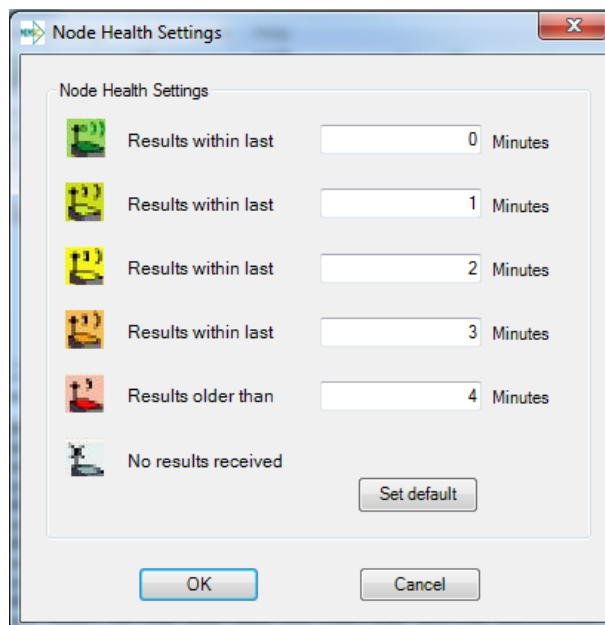 Node Health Settings
Node Health Settings
Results within last 0 Minutes
Results within last 1 Minutes
Results within last 2 Minutes
Results within last 3 Minutes
Results older than 4 Minutes
No results received
Set default
OK Cancel